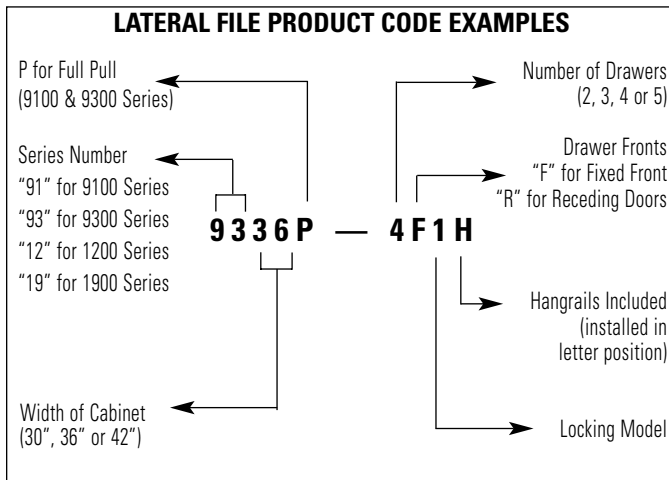 LATERAL FILE PRODUCT CODE EXAMPLES
P for Full Pull
(9100 & 9300 Series)
Number of Drawers
(2, 3, 4 or 5)
Series Number
"91" for 9100 Series
"93" for 9300 Series
"12" for 1200 Series
"19" for 1900 Series
Drawer Fronts
"F" for Fixed Front
"R" for Receding Doors
9336P — 4F1H
Hangrails Included
(installed in
letter position)
Width of Cabinet
(30", 36" or 42")
Locking Model